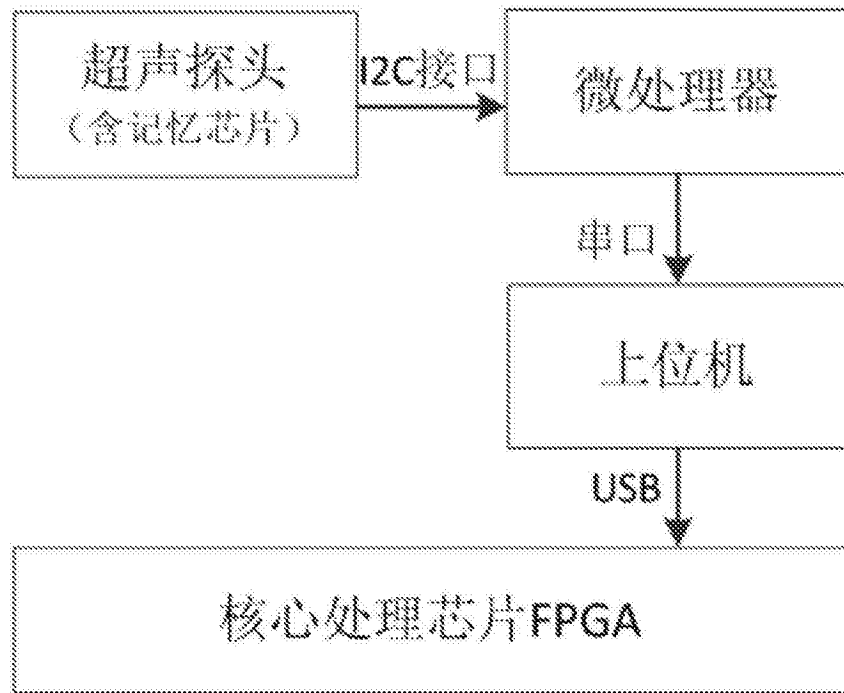 超声探头
（含记忆芯片）
I2C接口
微处理器
串口
上位机
USB
核心处理芯片FPGA